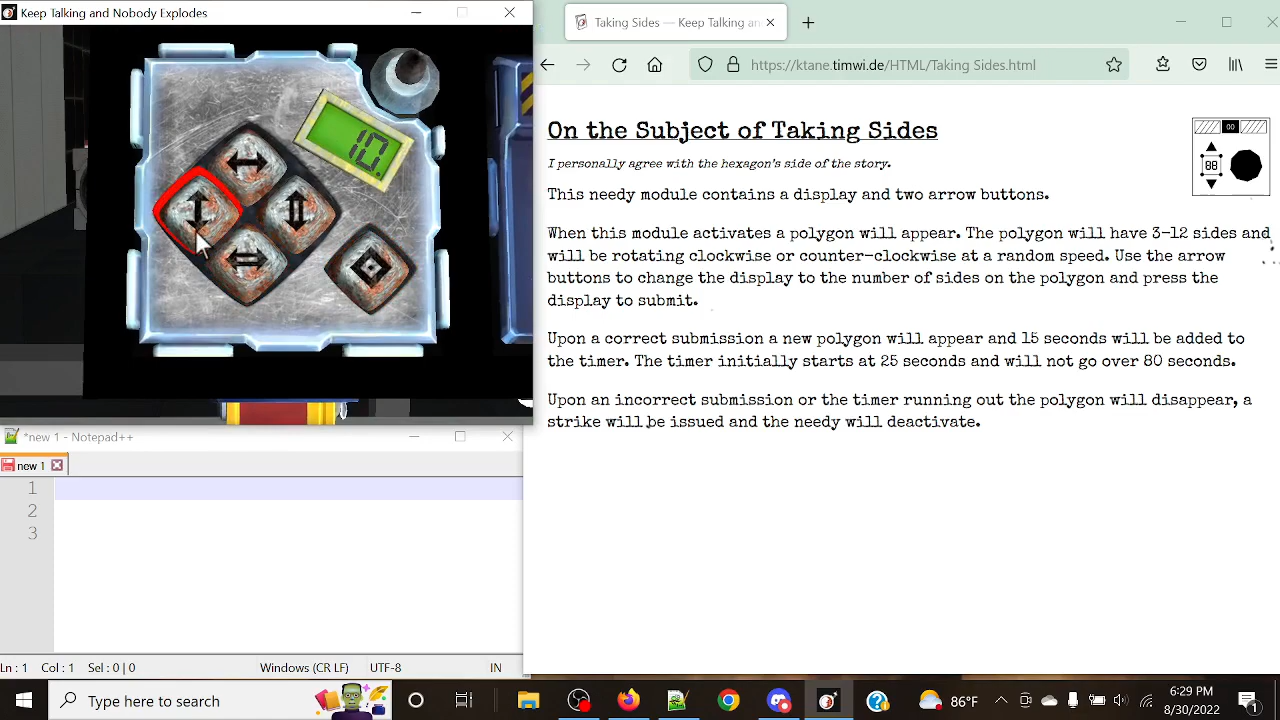 Keep Talking and Nobody Explodes
10.
*new 1 - Notepad++
new 1
1
2
3
Ln : 1 Col : 1 Sel : 0 | 0 Windows (CR LF) UTF-8 IN
Taking Sides — Keep Talking an
https://ktane.timwi.de/HTML/Taking Sides.html
On the Subject of Taking Sides
00
88
I personally agree with the hexagon's side of the story.
This needy module contains a display and two arrow buttons.
When this module activates a polygon will appear. The polygon will have 3-12 sides and
will be rotating clockwise or counter-clockwise at a random speed. Use the arrow
buttons to change the display to the number of sides on the polygon and press the
display to submit.
Upon a correct submission a new polygon will appear and 15 seconds will be added to
the timer. The timer initially starts at 25 seconds and will not go over 80 seconds.
Upon an incorrect submission or the timer running out the polygon will disappear, a
strike will be issued and the needy will deactivate.
Type here to search
86°F
6:29 PM
8/30/2022
1